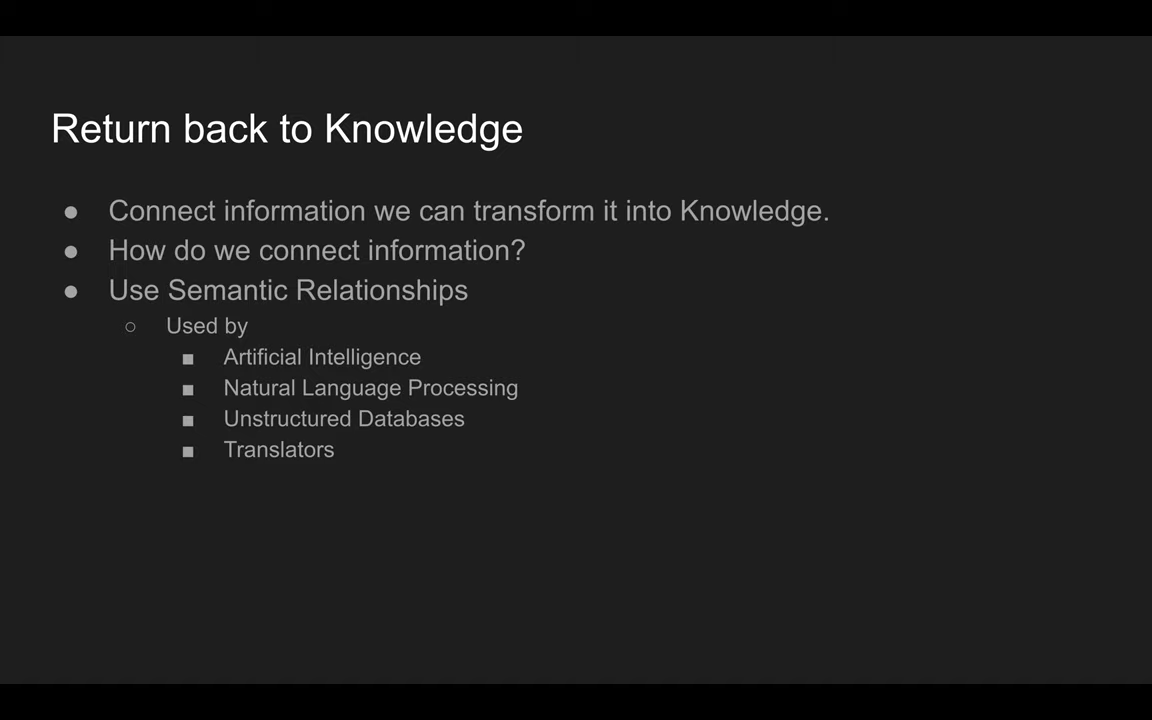 Return back to Knowledge
● Connect information we can transform it into Knowledge.
● How do we connect information?
● Use Semantic Relationships
○ Used by
■ Artificial Intelligence
■ Natural Language Processing
■ Unstructured Databases
■ Translators